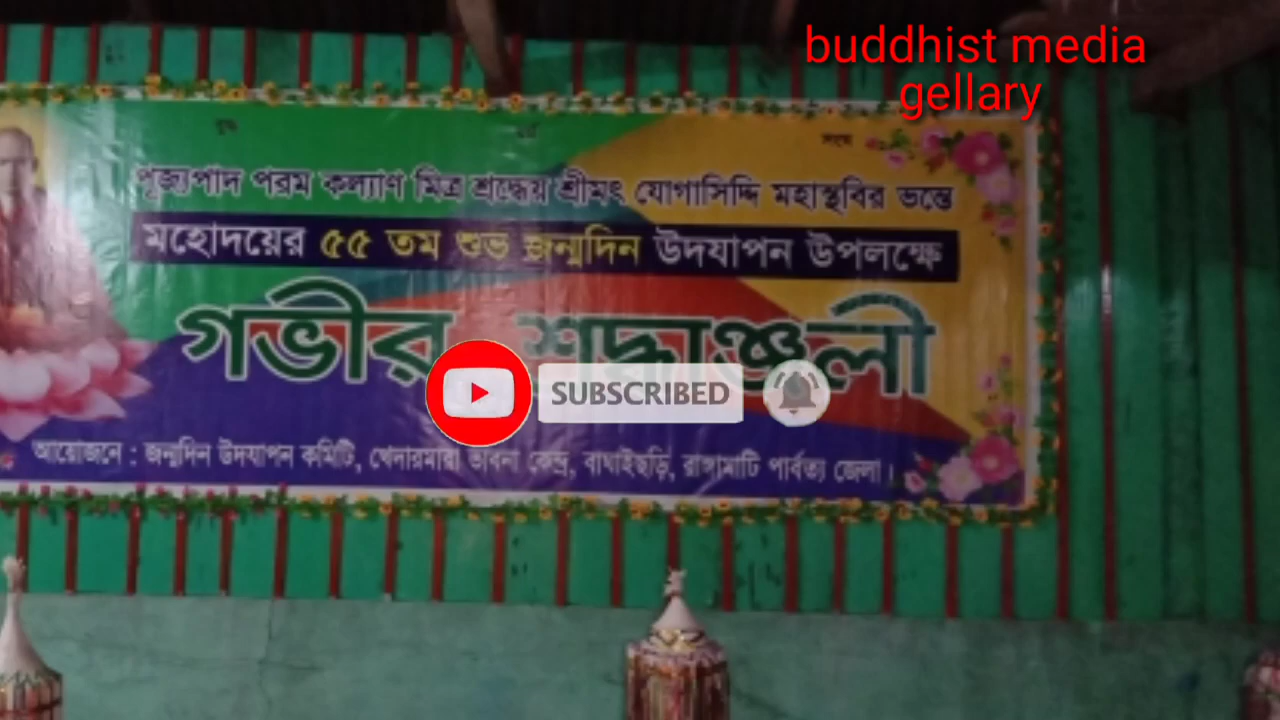 buddhist media
gellary
বুদ্ধ ধর্ম সংঘ
পূজ্যপাদ পরম কল্যাণ মিত্র শ্রদ্ধেয় শ্রীমৎ যোগাসিদ্দি মহাস্থবির ভন্তে
মহোদয়ের ৫৫ তম শুভ জন্মদিন উদযাপন উপলক্ষে
গভীর শ্রদ্ধাঞ্জলী
SUBSCRIBED
আয়োজনে : জন্মদিন উদযাপন কমিটি, খেদারমারা ভাবনা কেন্দ্র, বাঘাইছড়ি, রাঙ্গামাটি পার্বত্য জেলা।